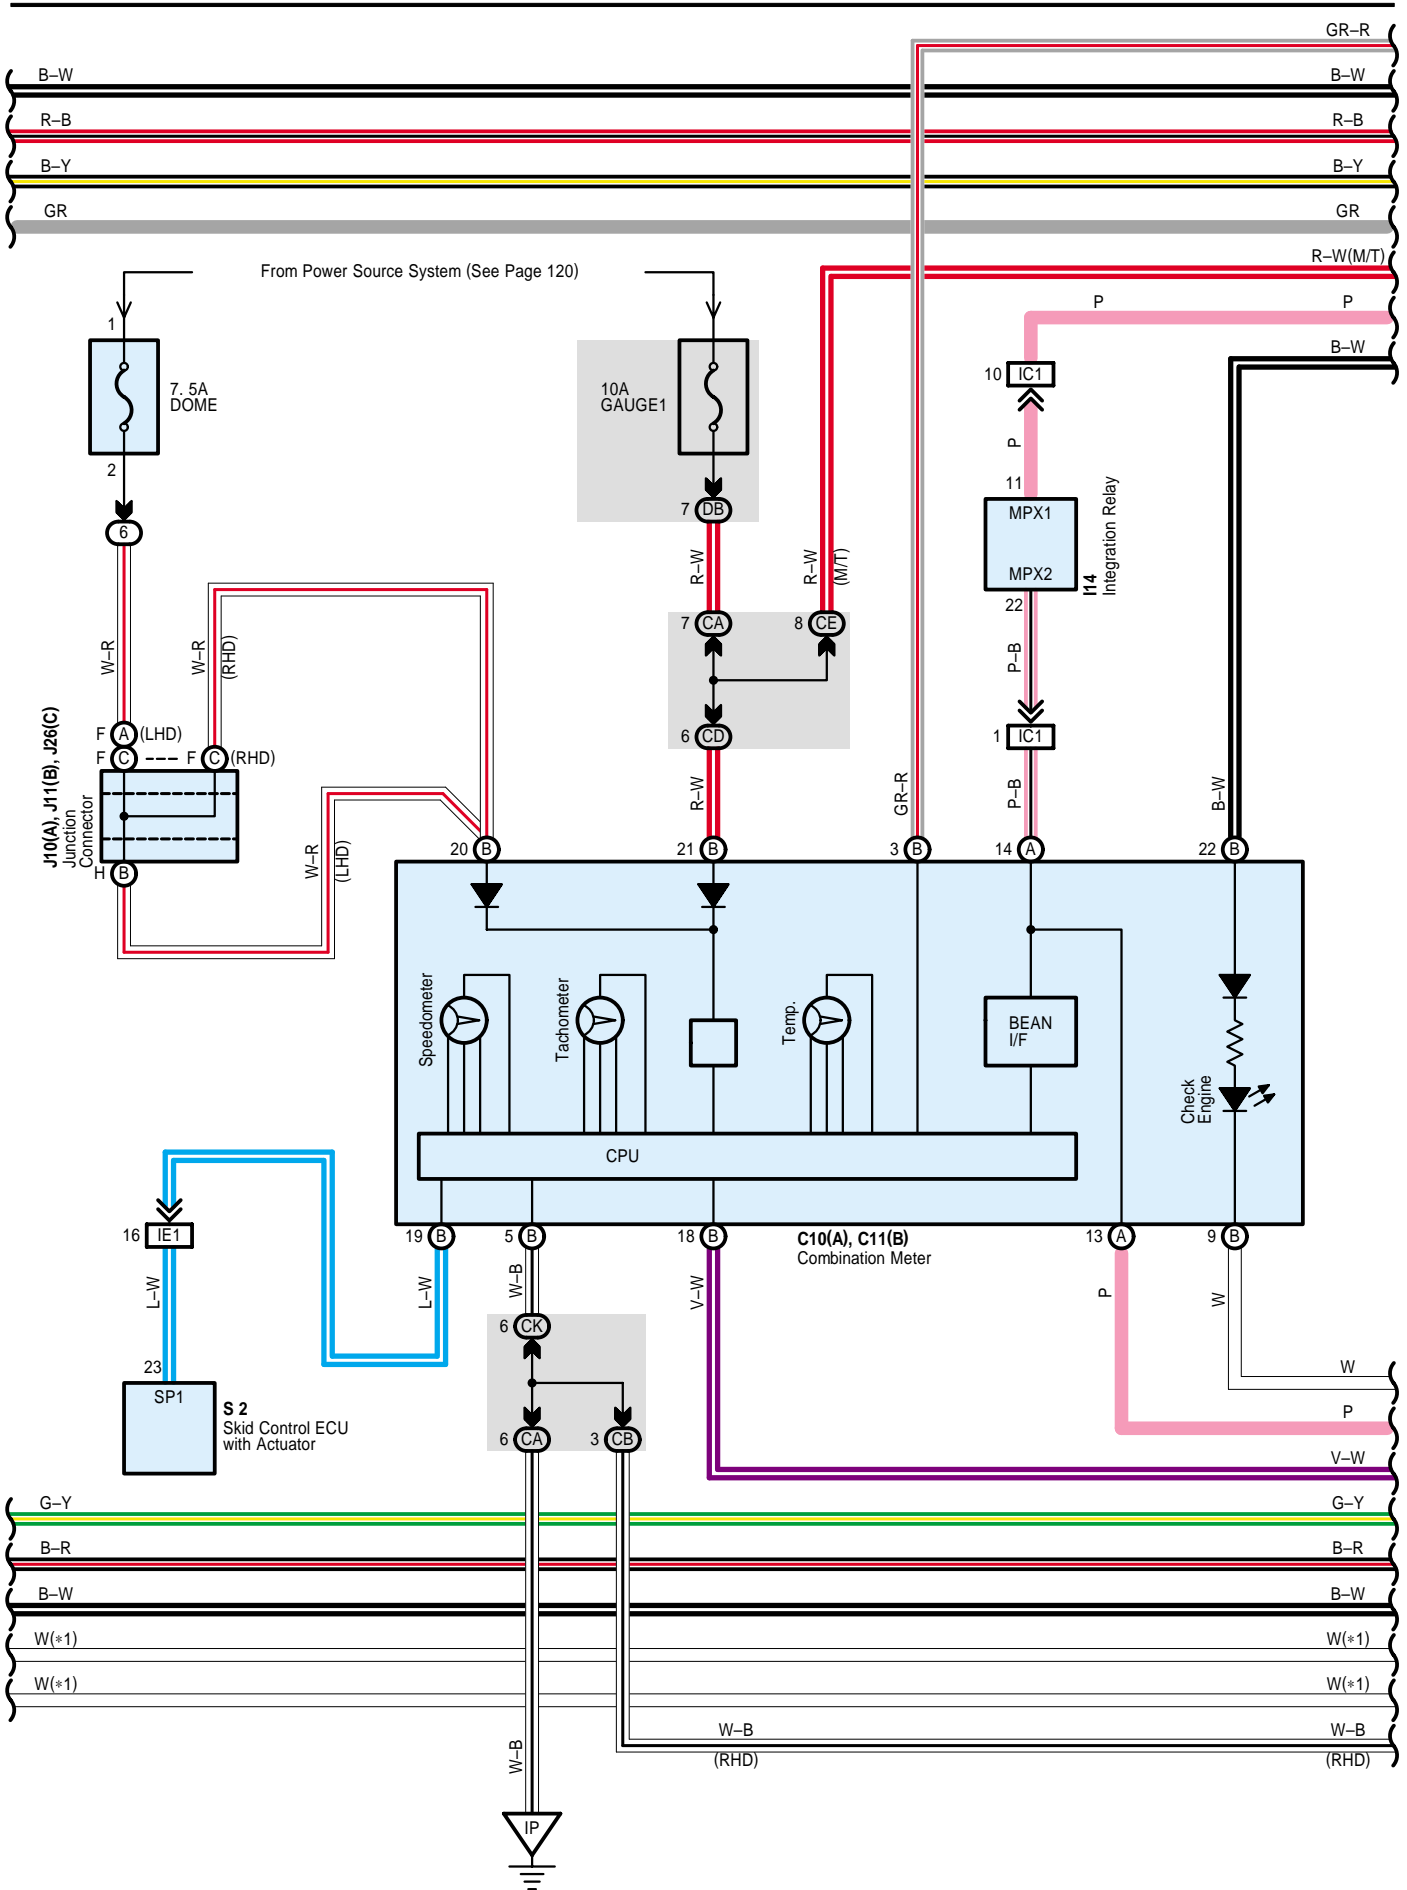 GR–R
B–W B–W
R–B R–B
B–Y B–Y
GR GR
From Power Source System (See Page 120)
R–W(M/T)
P P
B–W
1
7. 5A
DOME
2
6
10A
GAUGE1
7 DB
10 IC1
P
11
MPX1
MPX2
I14
Integration Relay
22
R–W
R–W
(M/T)
7 CA
8 CE
P–B
W–R
W–R
(RHD)
F A (LHD)
F C F C (RHD)
6 CD
1 IC1
J10(A), J11(B), J26(C)
Junction
Connector
H B
W–R
(LHD)
R–W
GR–R
P–B
B–W
20 B
21 B
3 B
14 A
22 B
Speedometer
Tachometer
Temp.
BEAN
I/F
Check
Engine
CPU
16 IE1
19 B
5 B
18 B
C10(A), C11(B)
Combination Meter
13 A
9 B
L–W
L–W
W–B
V–W
P
W
6 CK
23
SP1
S 2
Skid Control ECU
with Actuator
6 CA
3 CB
W
P
V–W
G–Y G–Y
B–R B–R
B–W B–W
W(∗1) W(∗1)
W(∗1) W(∗1)
W–B
(RHD)
W–B
(RHD)
W–B
IP